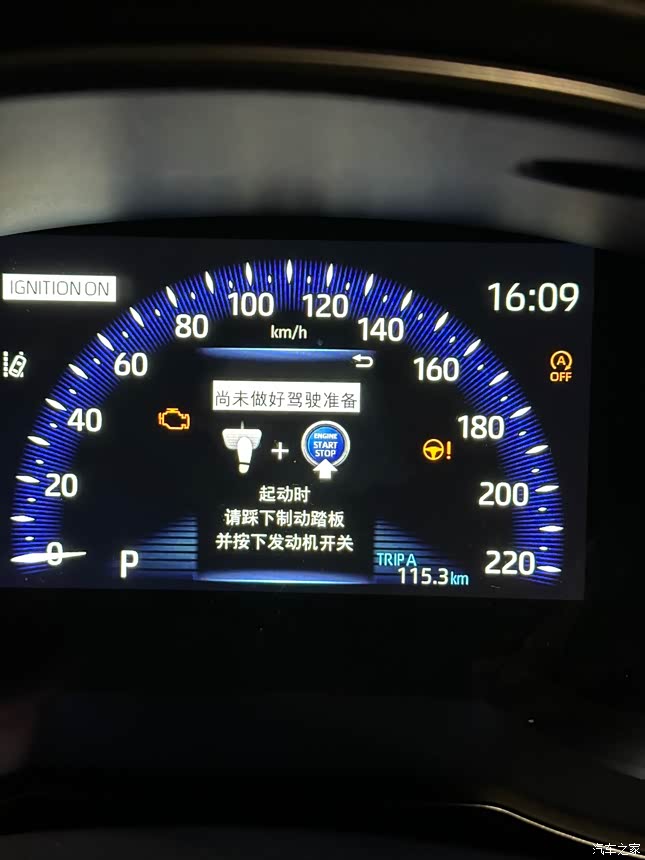 IGNITION ON
16:09
100
120
km/h
80
140
60
160
A
OFF
尚未做好驾驶准备
40
180
ENGINE
START
STOP
+
!
20
起动时
200
请踩下制动踏板
并按下发动机开关
0
P
TRIP A
220
115.3km
汽车之家